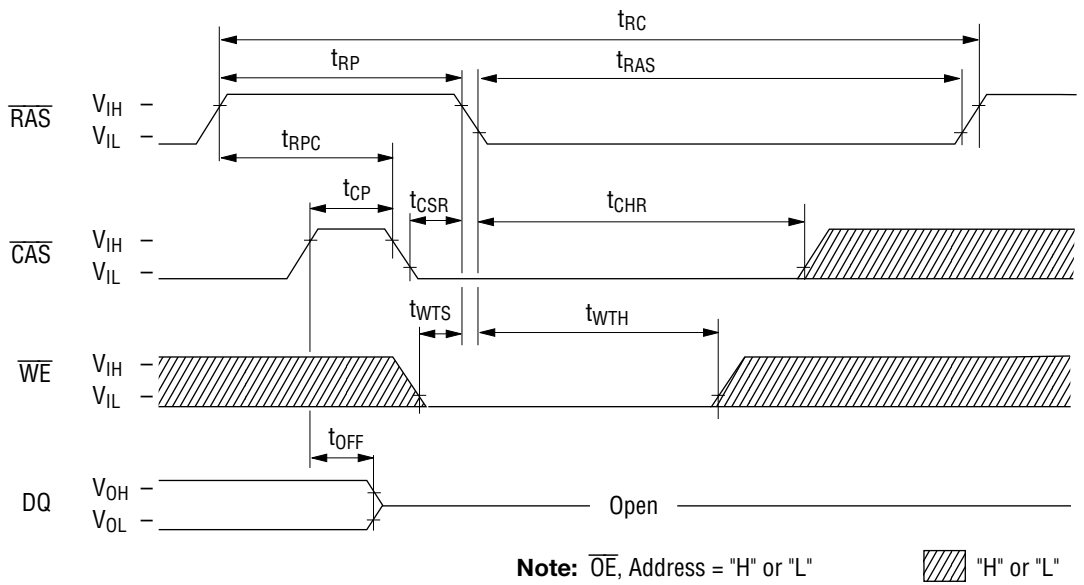 tRC
tRP
tRAS
RAS
VIH
VIL
tRPC
tCP
tCSR
tCHR
CAS
VIH
VIL
tWTS
tWTH
WE
VIH
VIL
tOFF
DQ
VOH
VOL
Open
Note: OE, Address = "H" or "L"
"H" or "L"